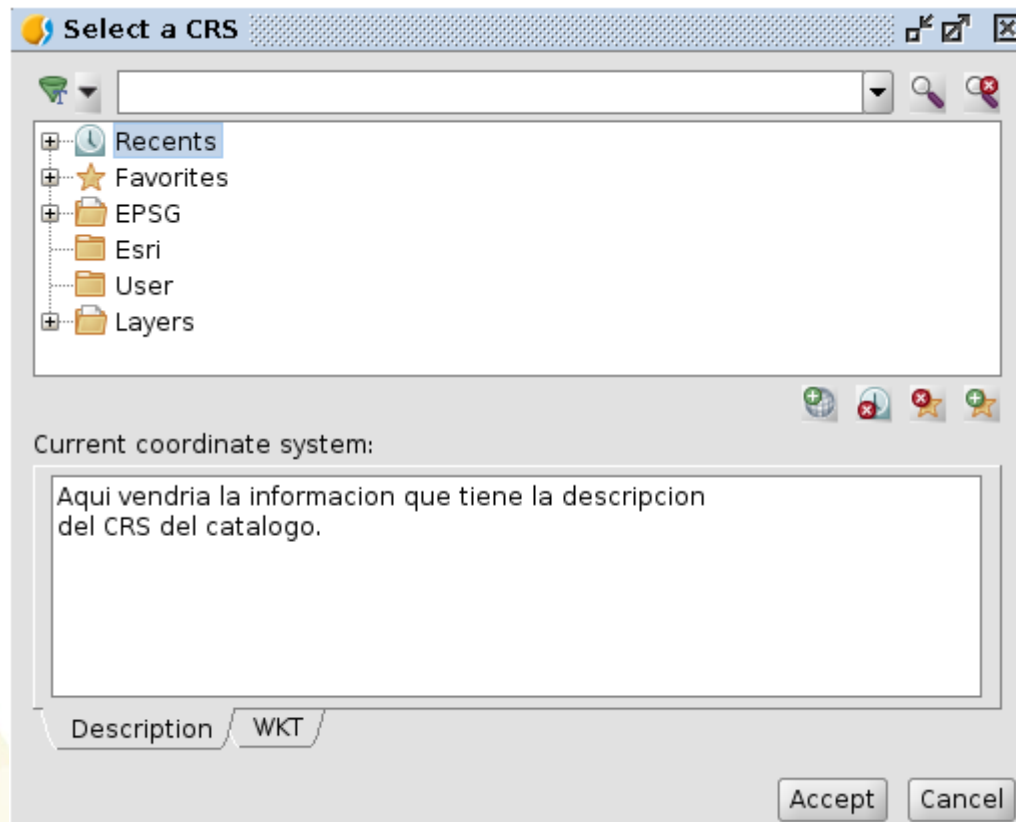 Select a CRS
Recents
Favorites
EPSG
Esri
User
Layers
Current coordinate system:
Aqui vendria la informacion que tiene la descripcion
del CRS del catalogo.
Description WKT
Accept Cancel